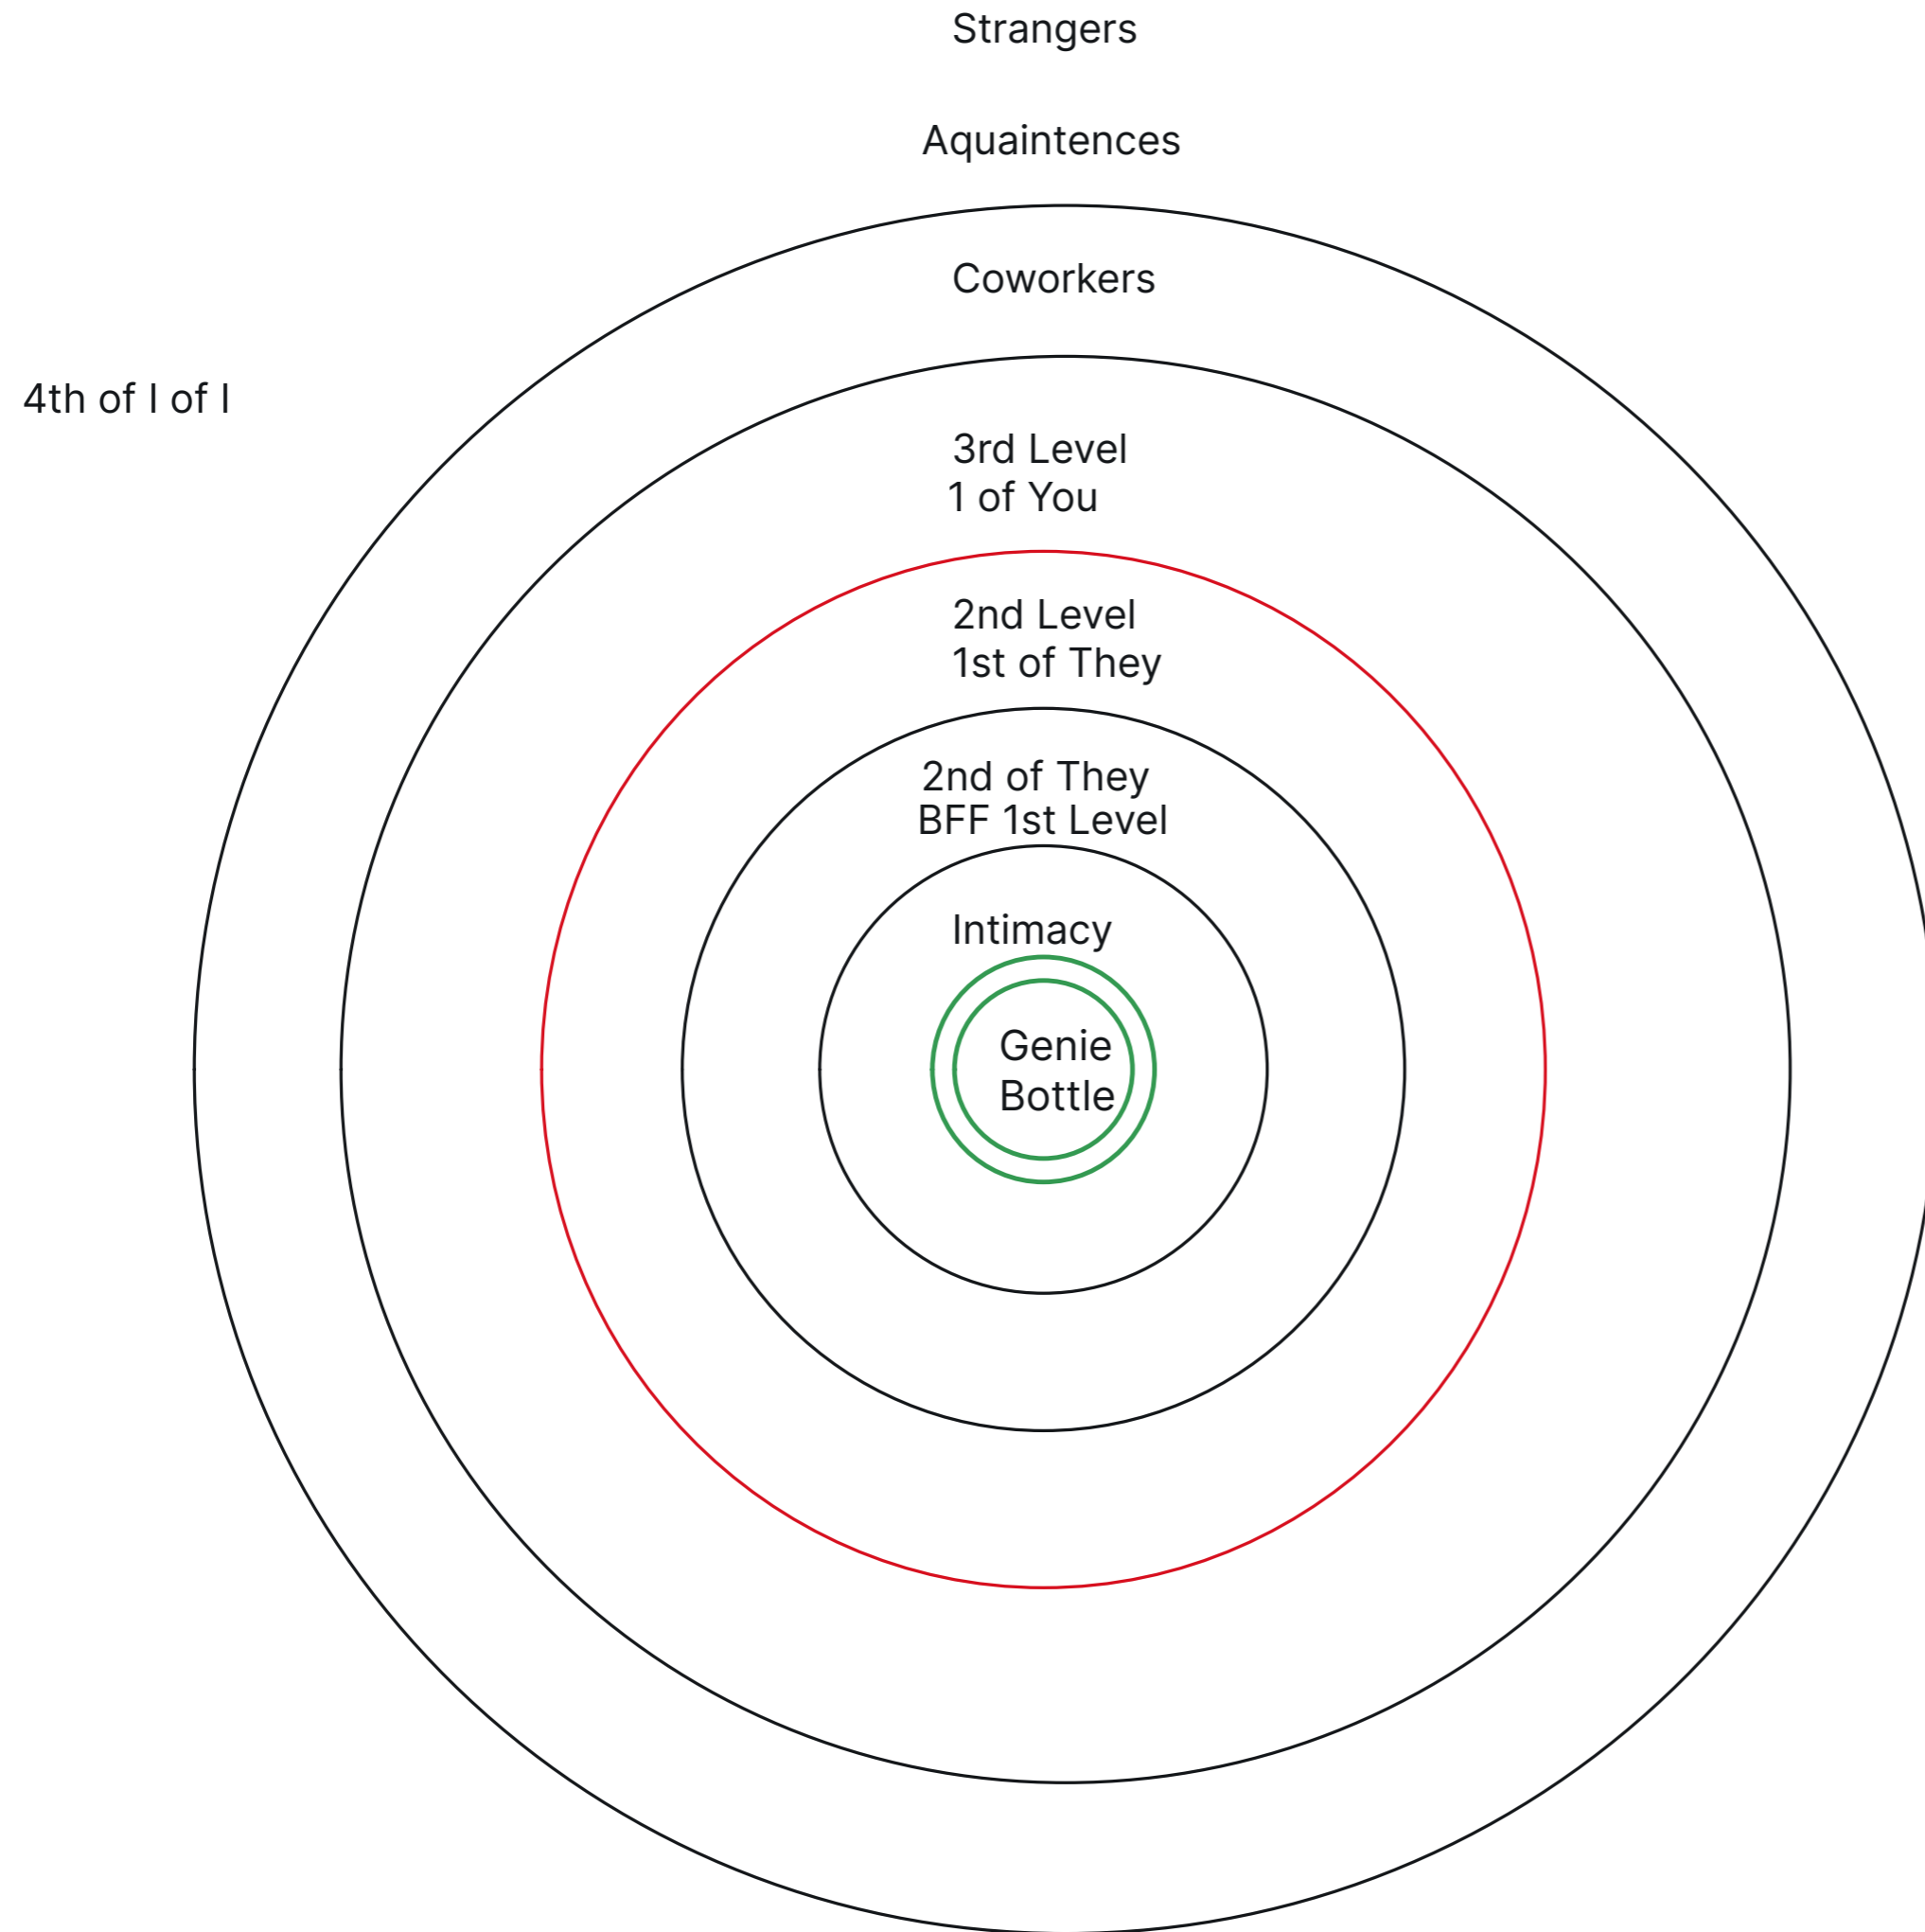 Strangers
Aquaintences
Coworkers
4th of I of I
3rd Level
1 of You
2nd Level
1st of They
2nd of They
BFF 1st Level
Intimacy
Genie
Bottle